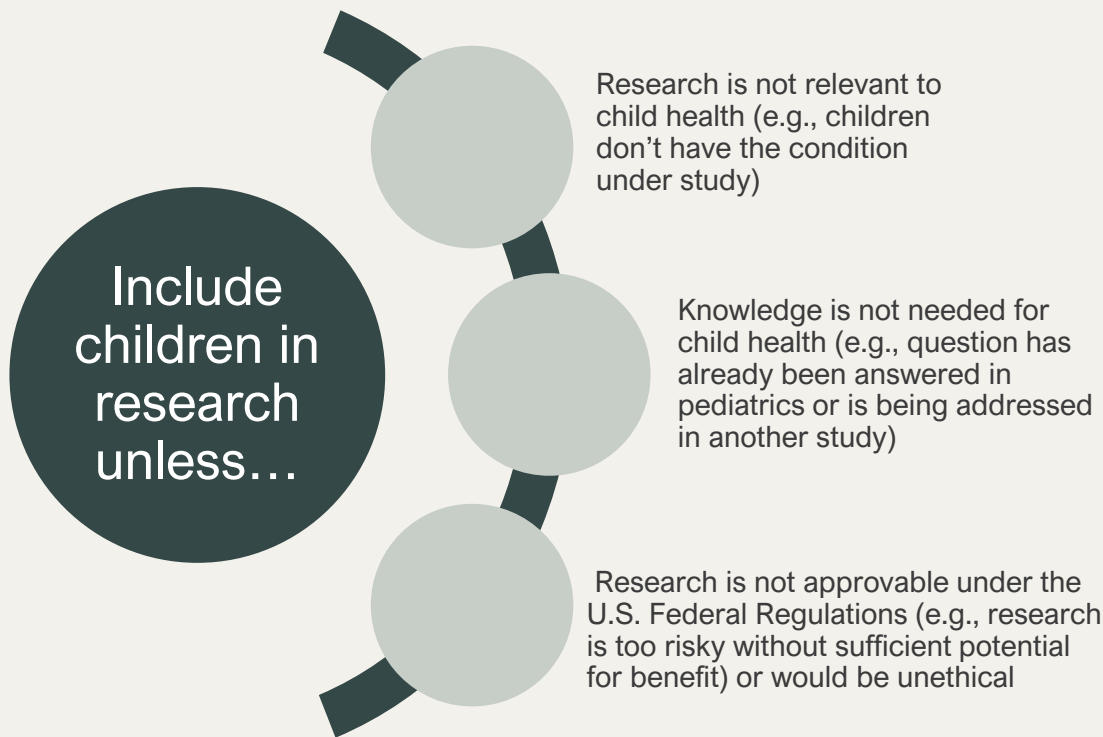 Include
children in
research
unless…
Research is not relevant to
child health (e.g., children
don't have the condition
under study)
Knowledge is not needed for
child health (e.g., question has
already been answered in
pediatrics or is being addressed
in another study)
Research is not approvable under the
U.S. Federal Regulations (e.g., research
is too risky without sufficient potential
for benefit) or would be unethical